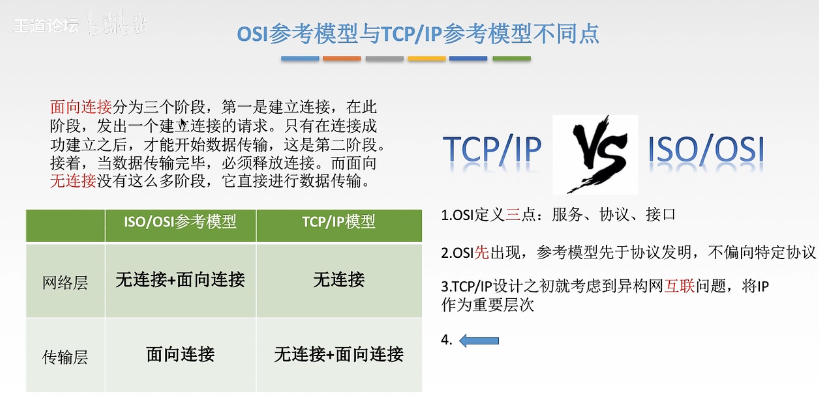 王道论坛
OSI参考模型与TCP/IP参考模型不同点
面向连接分为三个阶段，第一是建立连接，在此
阶段，发出一个建立连接的请求。只有在连接成
功建立之后，才能开始数据传输，这是第二阶段。
接着，当数据传输完毕，必须释放连接。而面向
无连接没有这么多阶段，它直接进行数据传输。
TCP/IP VS ISO/OSI
ISO/OSI参考模型 TCP/IP模型
网络层 无连接+面向连接 无连接
传输层 面向连接 无连接+面向连接
1.OSI定义三点：服务、协议、接口
2.OSI先出现，参考模型先于协议发明，不偏向特定协议
3.TCP/IP设计之初就考虑到异构网互联问题，将IP
作为重要层次
4.